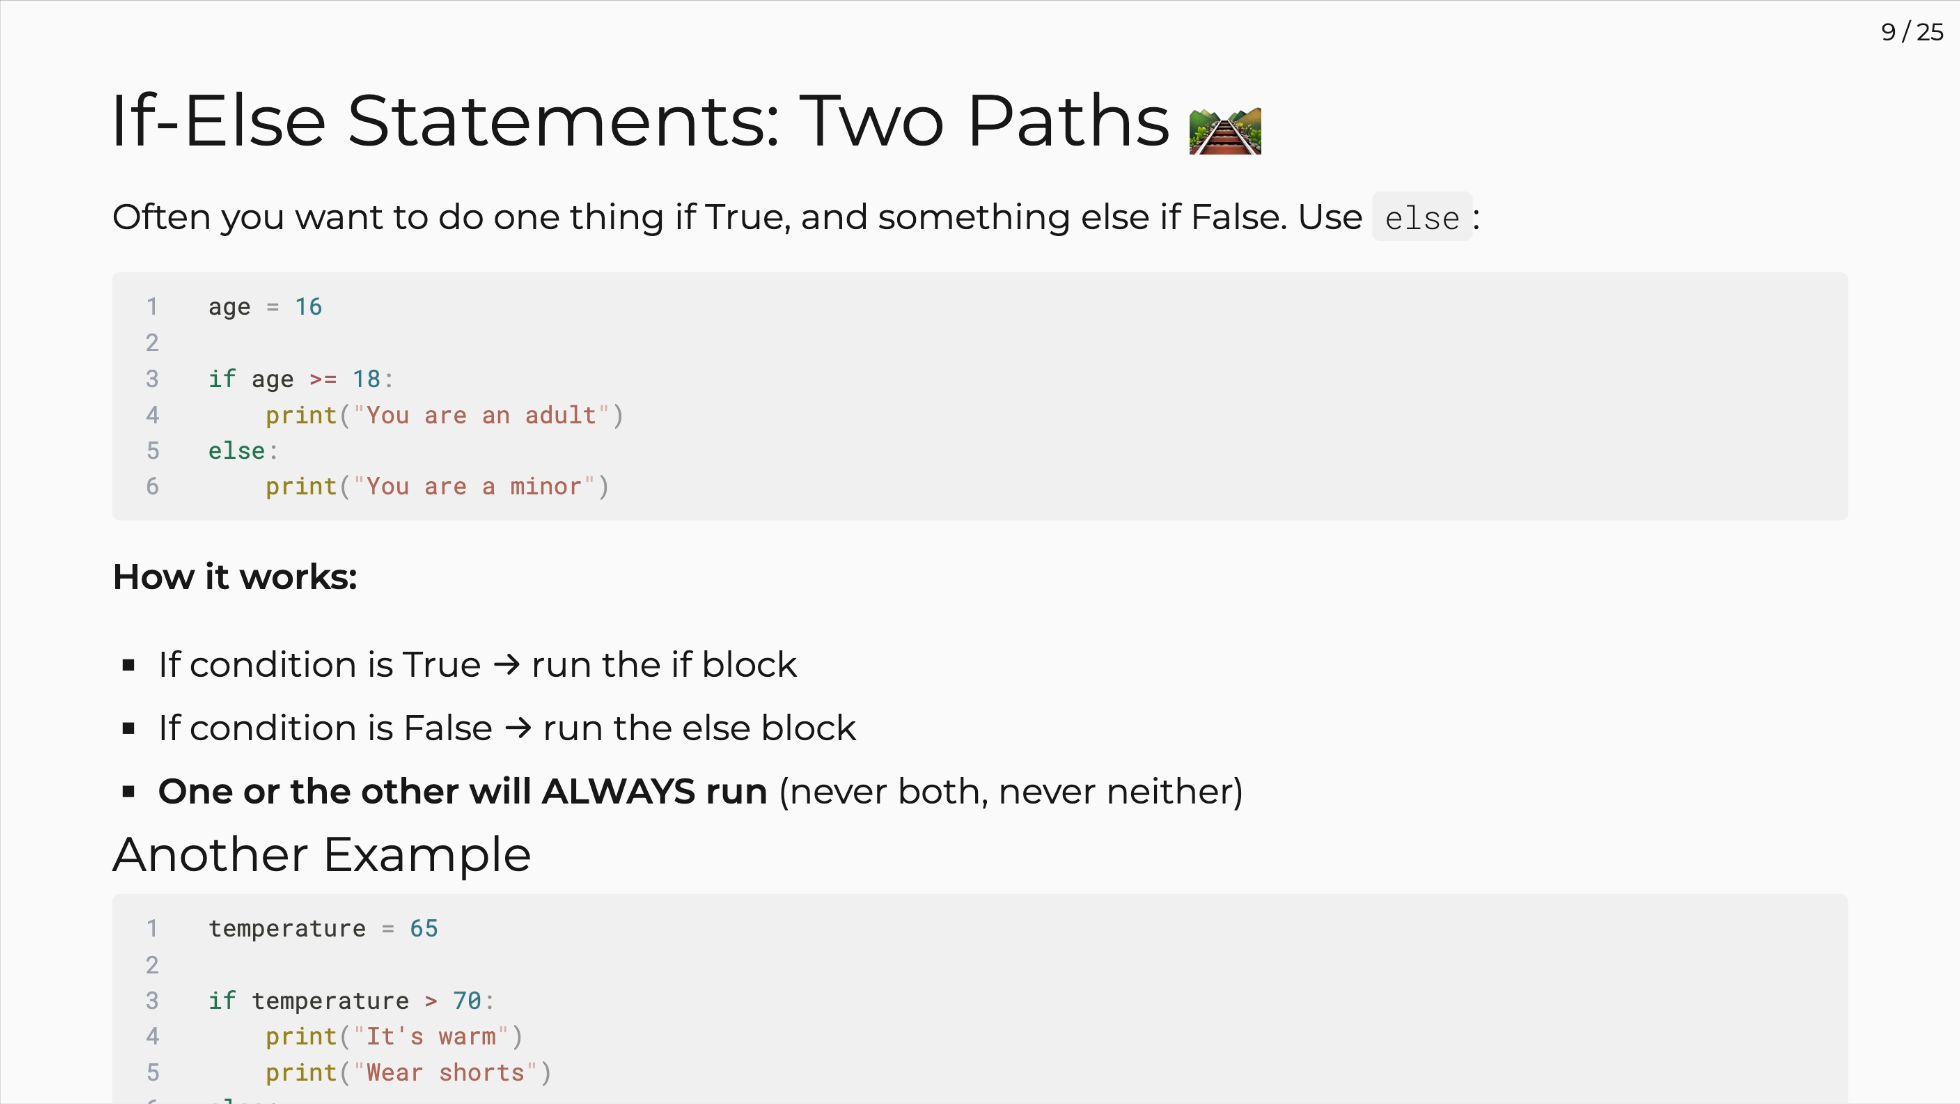 9 / 25
If-Else Statements: Two Paths
Often you want to do one thing if True, and something else if False. Use else:
1 age = 16
2
3 if age >= 18:
4     print("You are an adult")
5 else:
6     print("You are a minor")
How it works:
▪ If condition is True → run the if block
▪ If condition is False → run the else block
▪ One or the other will ALWAYS run (never both, never neither)
Another Example
1 temperature = 65
2
3 if temperature > 70:
4     print("It's warm")
5     print("Wear shorts")